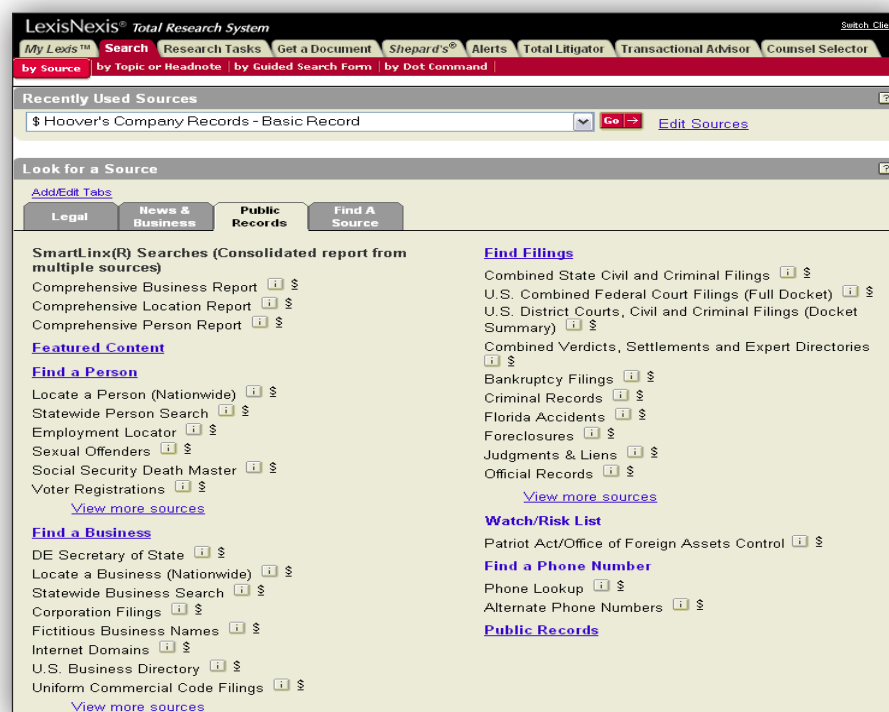 LexisNexis® Total Research System
Switch Clie
My Lexis™ Search Research Tasks Get a Document Shepard's® Alerts Total Litigator Transactional Advisor Counsel Selector
by Source by Topic or Headnote | by Guided Search Form | by Dot Command |
Recently Used Sources
?
$ Hoover's Company Records - Basic Record
Go →
Edit Sources
Look for a Source
?
Add/Edit Tabs
Legal
News &
Business
Public
Records
Find A
Source
SmartLinx(R) Searches (Consolidated report from
multiple sources)
Comprehensive Business Report i $
Comprehensive Location Report i $
Comprehensive Person Report i $
Featured Content
Find a Person
Locate a Person (Nationwide) i $
Statewide Person Search i $
Employment Locator i $
Sexual Offenders i $
Social Security Death Master i $
Voter Registrations i $
View more sources
Find a Business
DE Secretary of State i $
Locate a Business (Nationwide) i $
Statewide Business Search i $
Corporation Filings i $
Fictitious Business Names i $
Internet Domains i $
U.S. Business Directory i $
Uniform Commercial Code Filings i $
View more sources
Find Filings
Combined State Civil and Criminal Filings i $
U.S. Combined Federal Court Filings (Full Docket) i $
U.S. District Courts, Civil and Criminal Filings (Docket
Summary) i $
Combined Verdicts, Settlements and Expert Directories
i $
Bankruptcy Filings i $
Criminal Records i $
Florida Accidents i $
Foreclosures i $
Judgments & Liens i $
Official Records i $
View more sources
Watch/Risk List
Patriot Act/Office of Foreign Assets Control i $
Find a Phone Number
Phone Lookup i $
Alternate Phone Numbers i $
Public Records